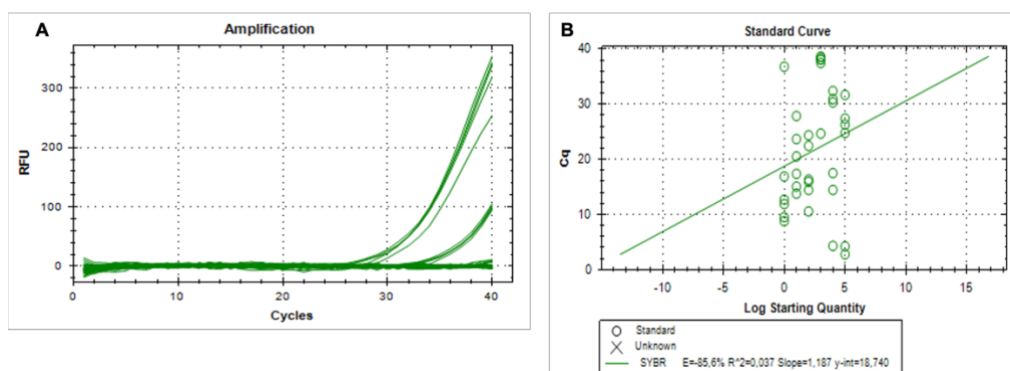 A
Amplification
RFU
300
200
100
0
0 10 20 30 40
Cycles
B
Standard Curve
Cq
40
30
20
10
0
-10 -5 0 5 10 15
Log Starting Quantity
Standard
Unknown
SYBR E=-85,6% R^2=0,037 Slope=1,187 y-int=18,740